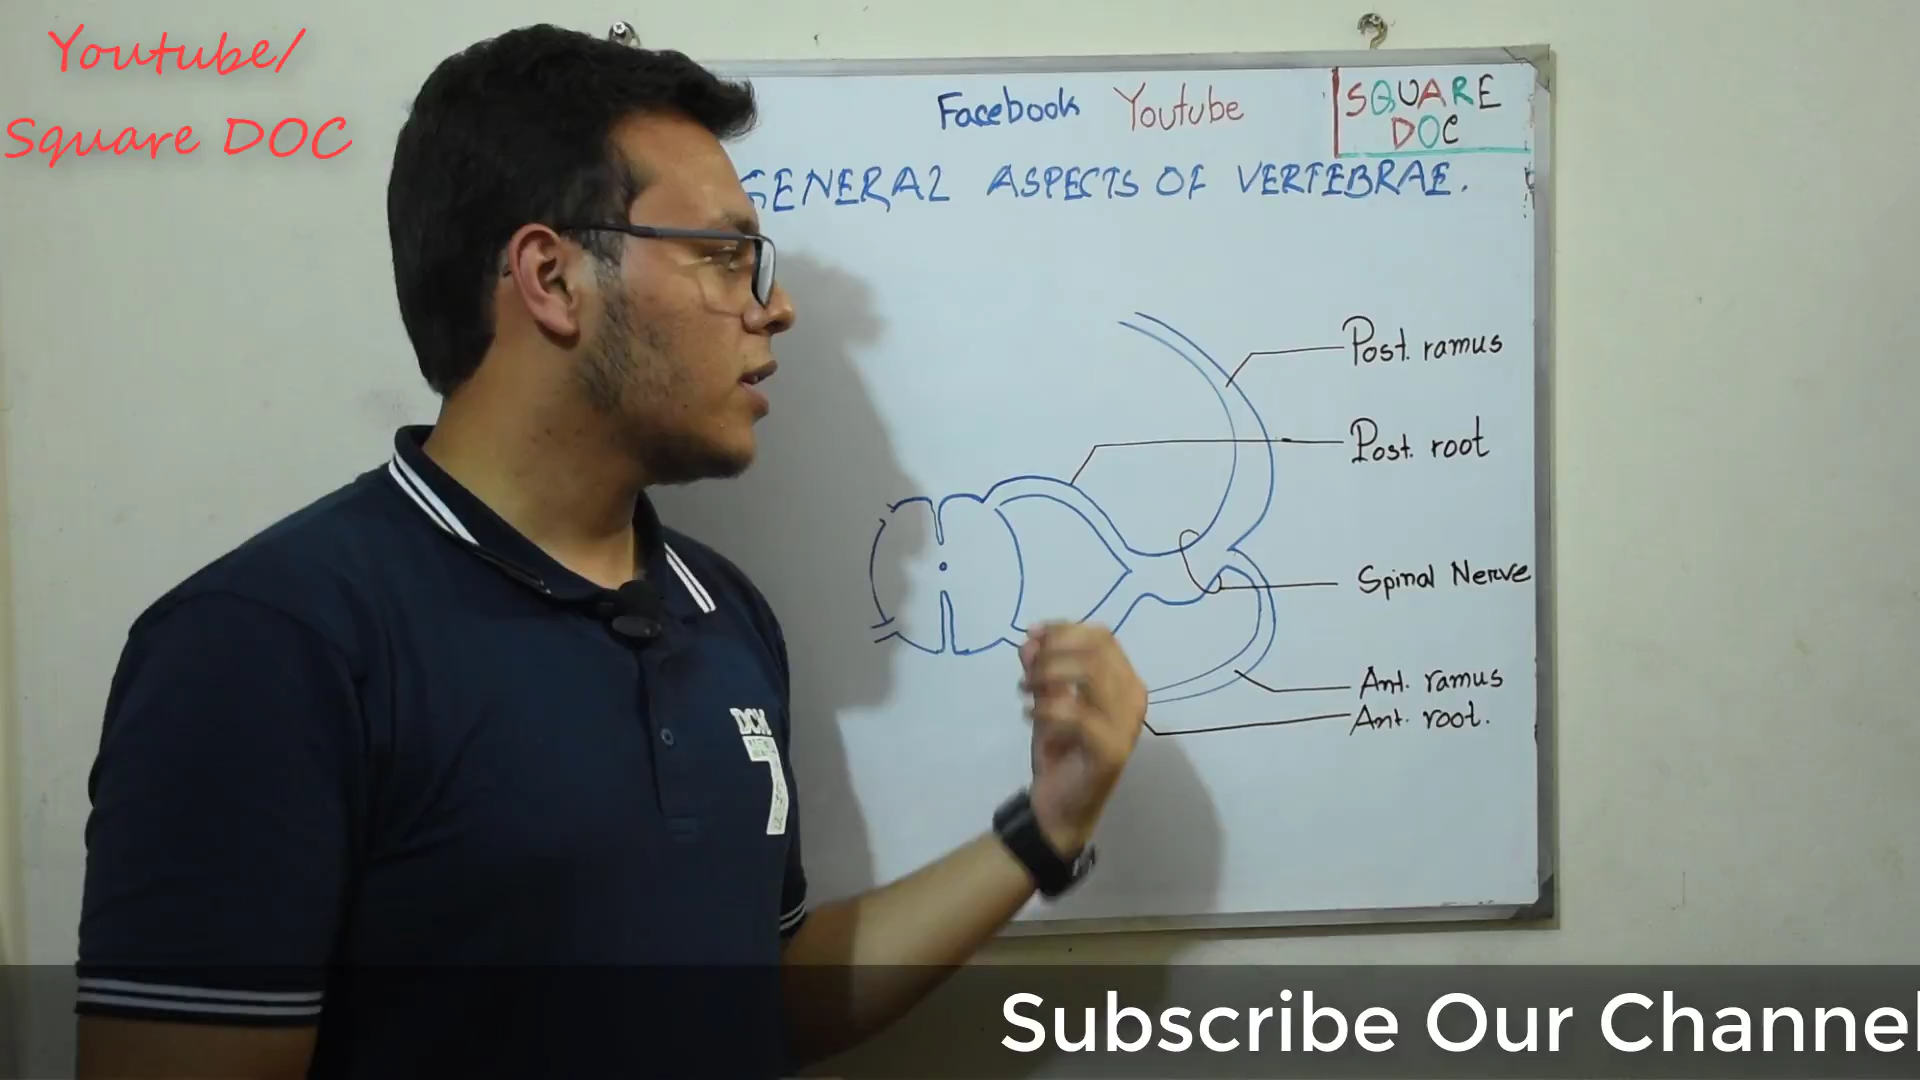 Youtube/
Square DOC
Facebook Youtube
SQUARE
DOC
GENERAL ASPECTS OF VERTEBRAE.
Post. ramus
Post. root
Spinal Nerve
Ant. ramus
Ant. root.
DCM
7
Subscribe Our Channel